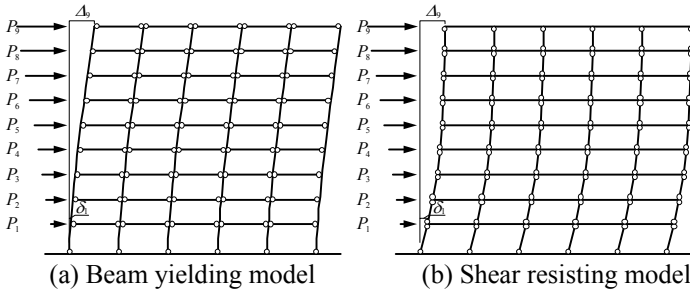 Δ₉ Δ₉
P₉ P₉
P₈ P₈
P₇ P₇
P₆ P₆
P₅ P₅
P₄ P₄
P₃ P₃
P₂ P₂
P₁ δ₁ P₁ δ₁
(a) Beam yielding model (b) Shear resisting model